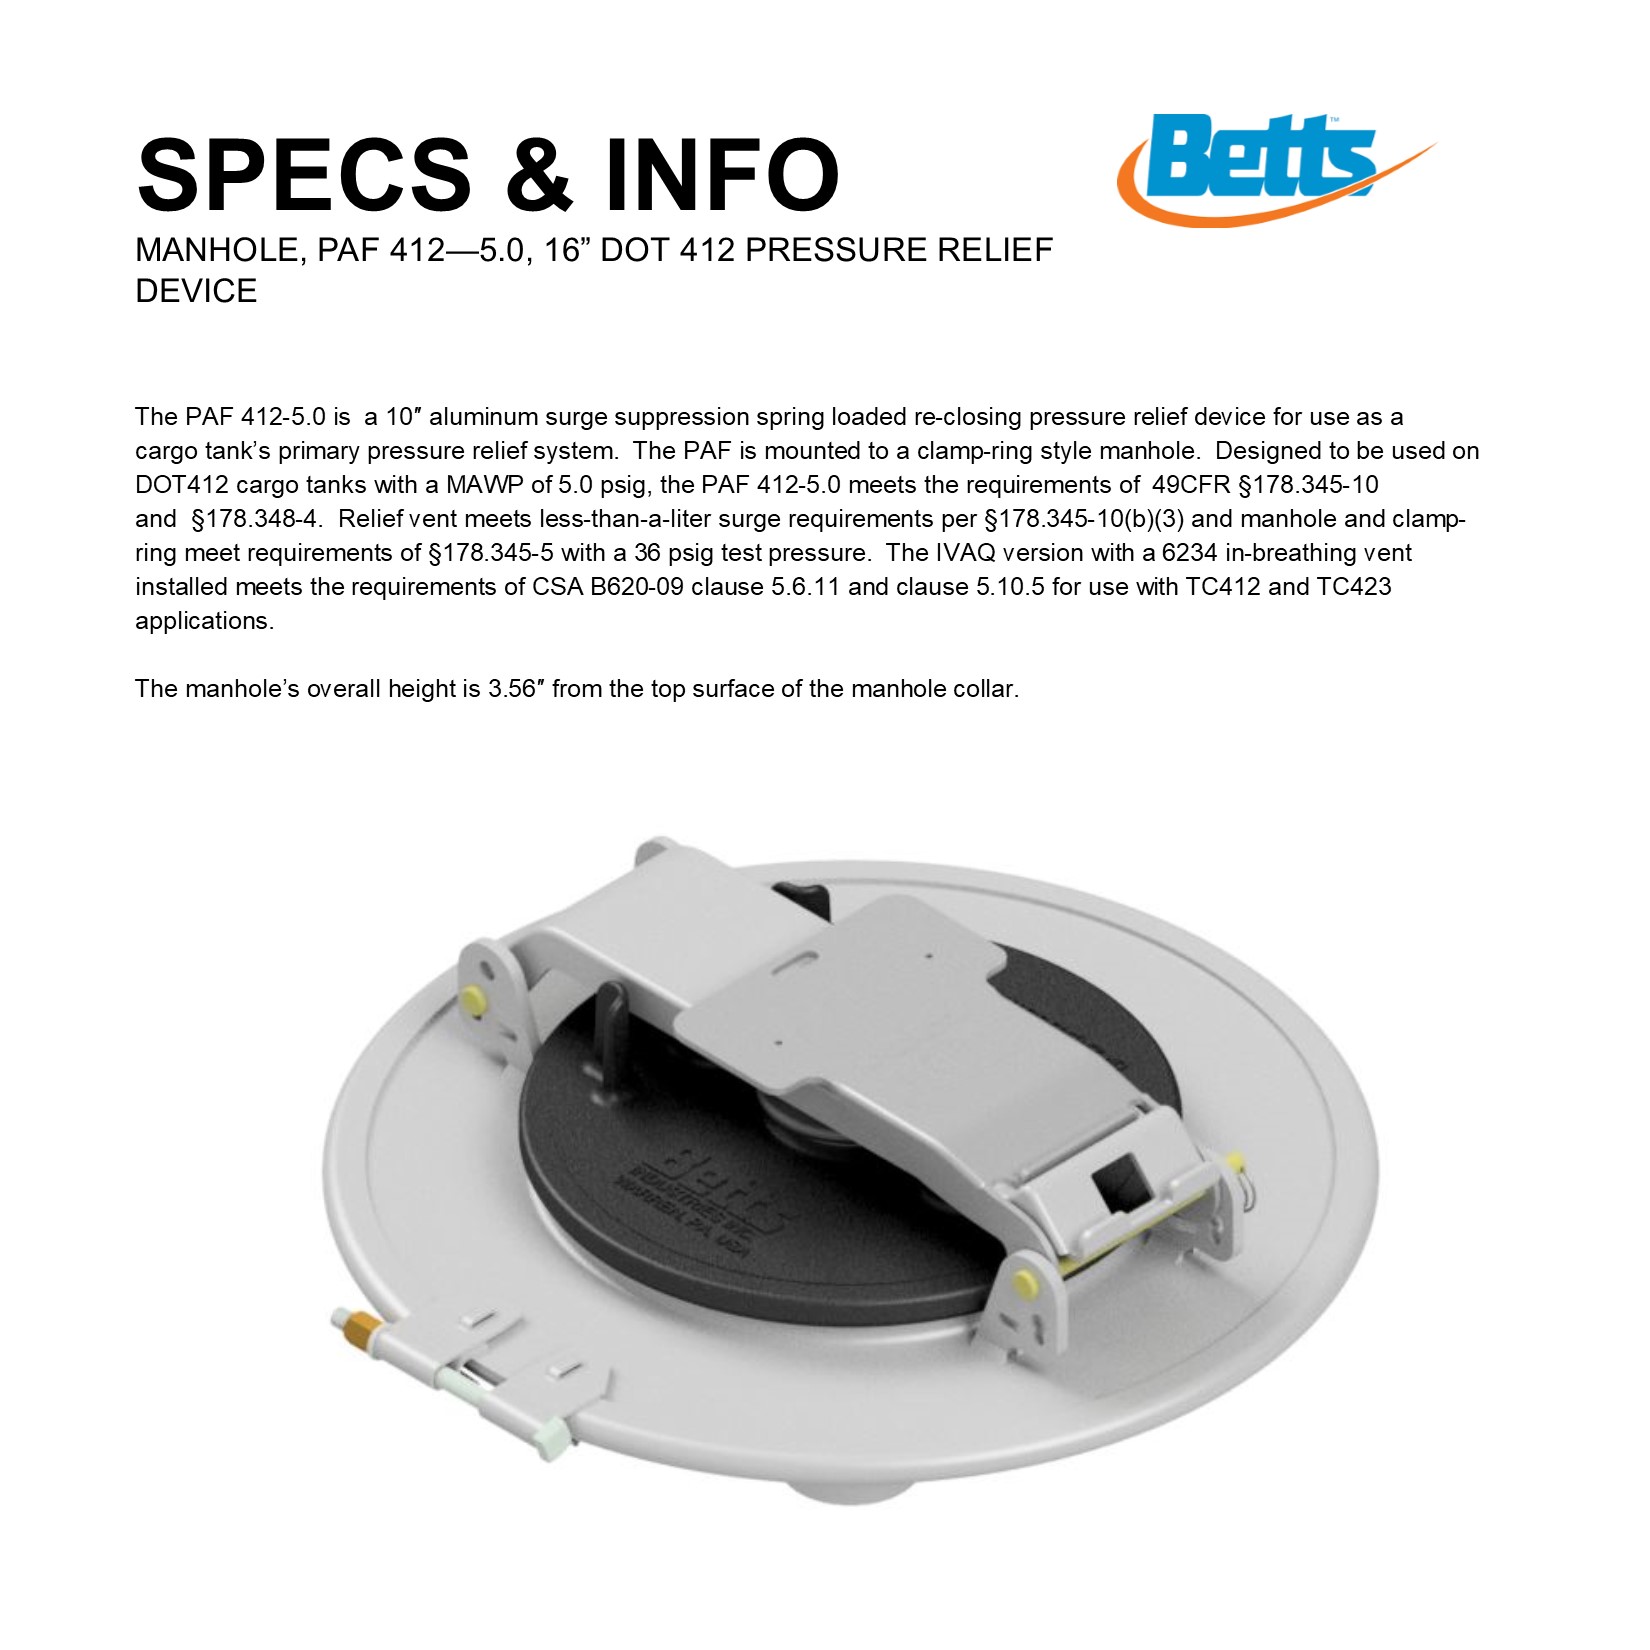 Betts™
SPECS & INFO
MANHOLE, PAF 412—5.0, 16” DOT 412 PRESSURE RELIEF
DEVICE
The PAF 412-5.0 is  a 10″ aluminum surge suppression spring loaded re-closing pressure relief device for use as a
cargo tank’s primary pressure relief system.  The PAF is mounted to a clamp-ring style manhole.  Designed to be used on
DOT412 cargo tanks with a MAWP of 5.0 psig, the PAF 412-5.0 meets the requirements of  49CFR §178.345-10
and  §178.348-4.  Relief vent meets less-than-a-liter surge requirements per §178.345-10(b)(3) and manhole and clamp-
ring meet requirements of §178.345-5 with a 36 psig test pressure.  The IVAQ version with a 6234 in-breathing vent
installed meets the requirements of CSA B620-09 clause 5.6.11 and clause 5.10.5 for use with TC412 and TC423
applications.
The manhole’s overall height is 3.56″ from the top surface of the manhole collar.
Betts
INDUSTRIES INC.
WARREN, PA, USA